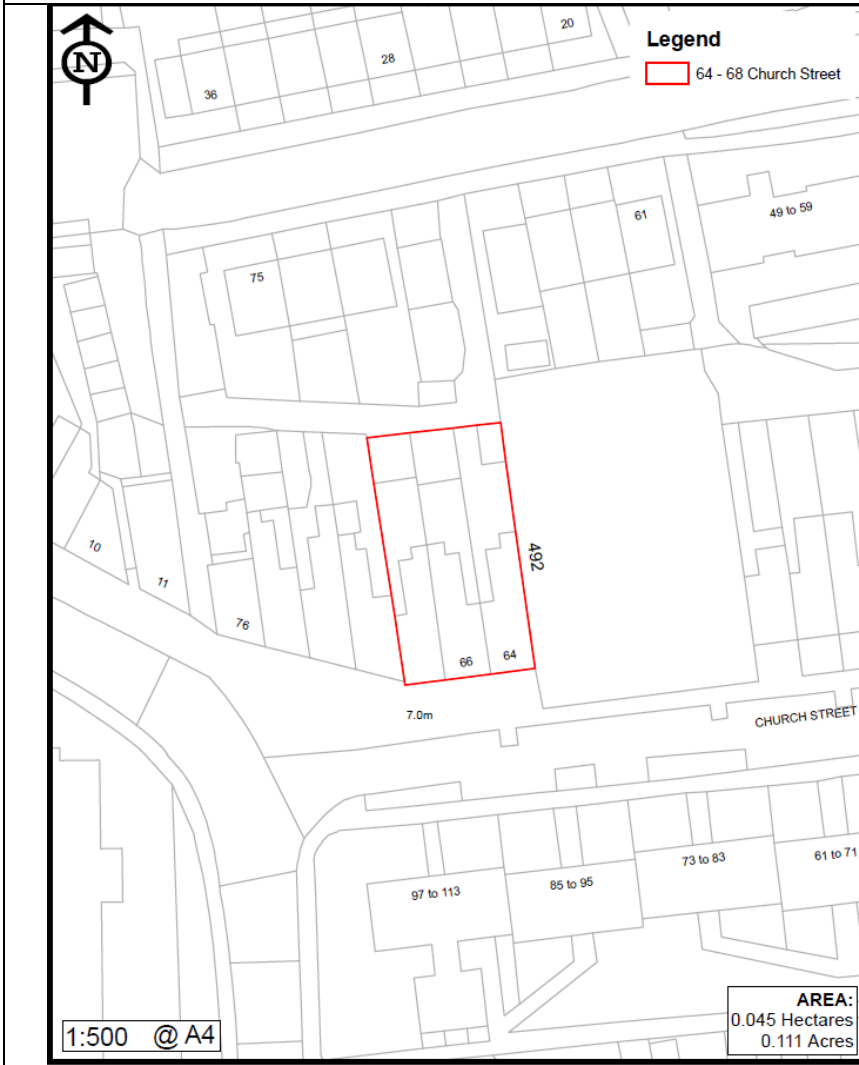 N
Legend
64 - 68 Church Street
20
28
36
61
49 to 59
75
492
10
11
76
66
64
7.0m
CHURCH STREET
73 to 83
61 to 71
85 to 95
97 to 113
1:500 @ A4
AREA:
0.045 Hectares
0.111 Acres